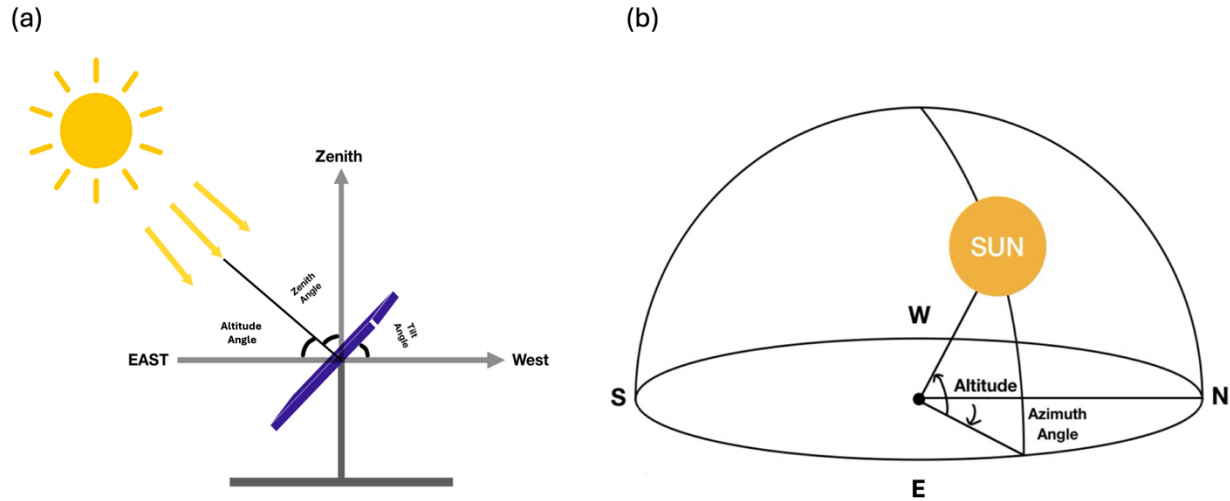 (a)
(b)
Zenith
Zenith
Angle
Altitude
Angle
Tilt
Angle
EAST
West
SUN
W
S
Altitude
N
Azimuth
Angle
E